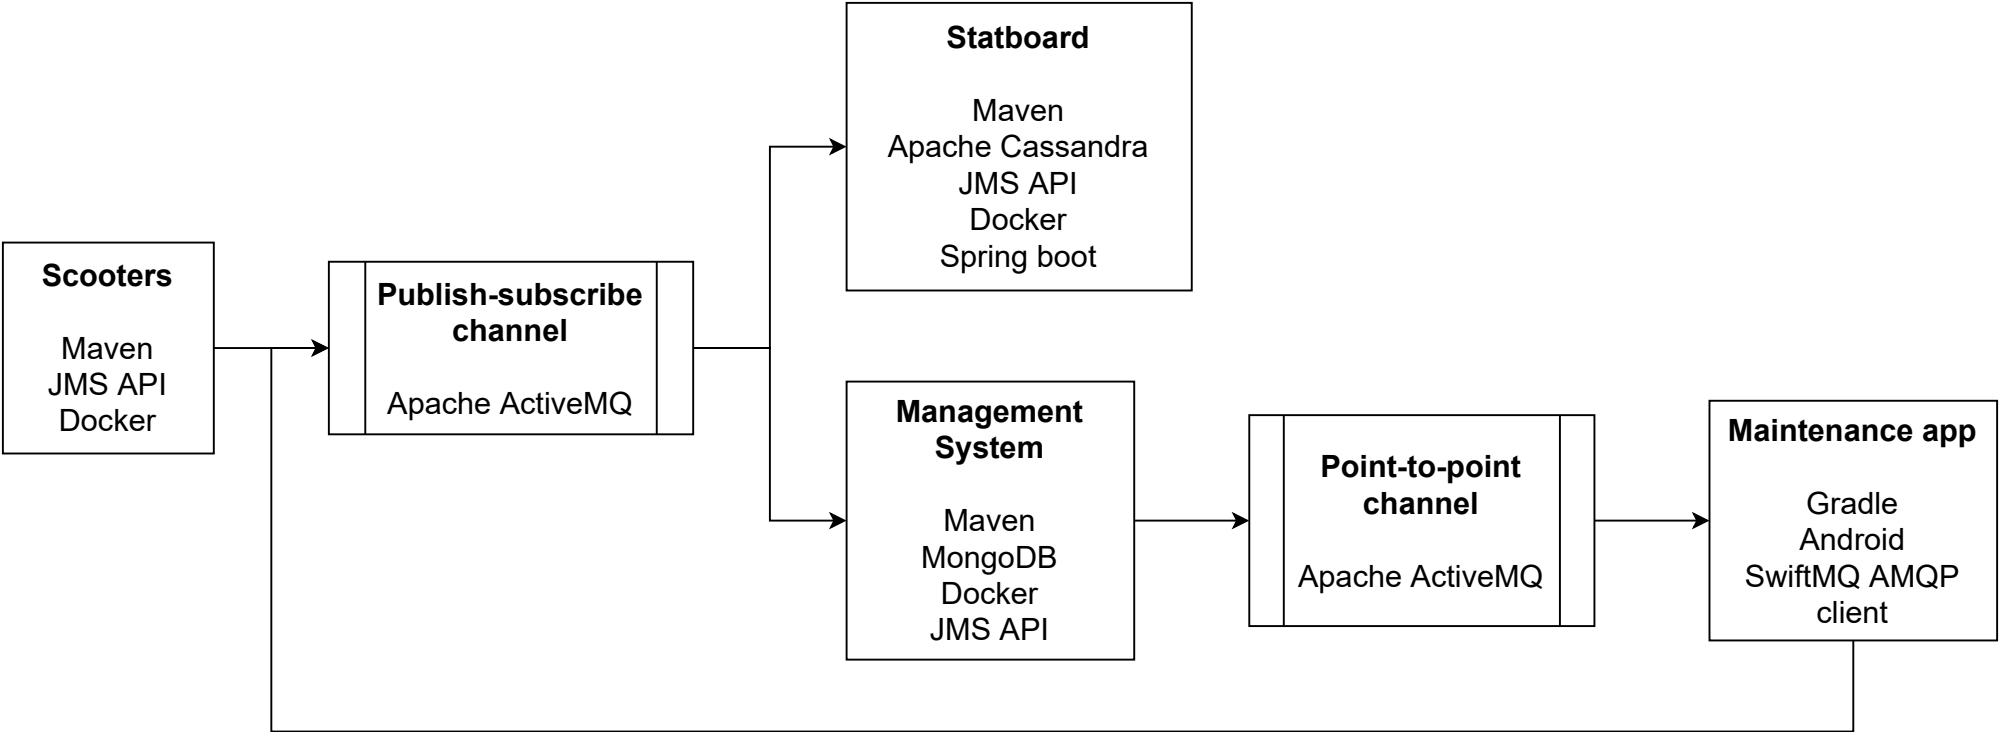 Statboard
Maven
Apache Cassandra
JMS API
Docker
Spring boot
Scooters
Maven
JMS API
Docker
Publish-subscribe
channel
Apache ActiveMQ
Management
System
Maven
MongoDB
Docker
JMS API
Point-to-point
channel
Apache ActiveMQ
Maintenance app
Gradle
Android
SwiftMQ AMQP
client